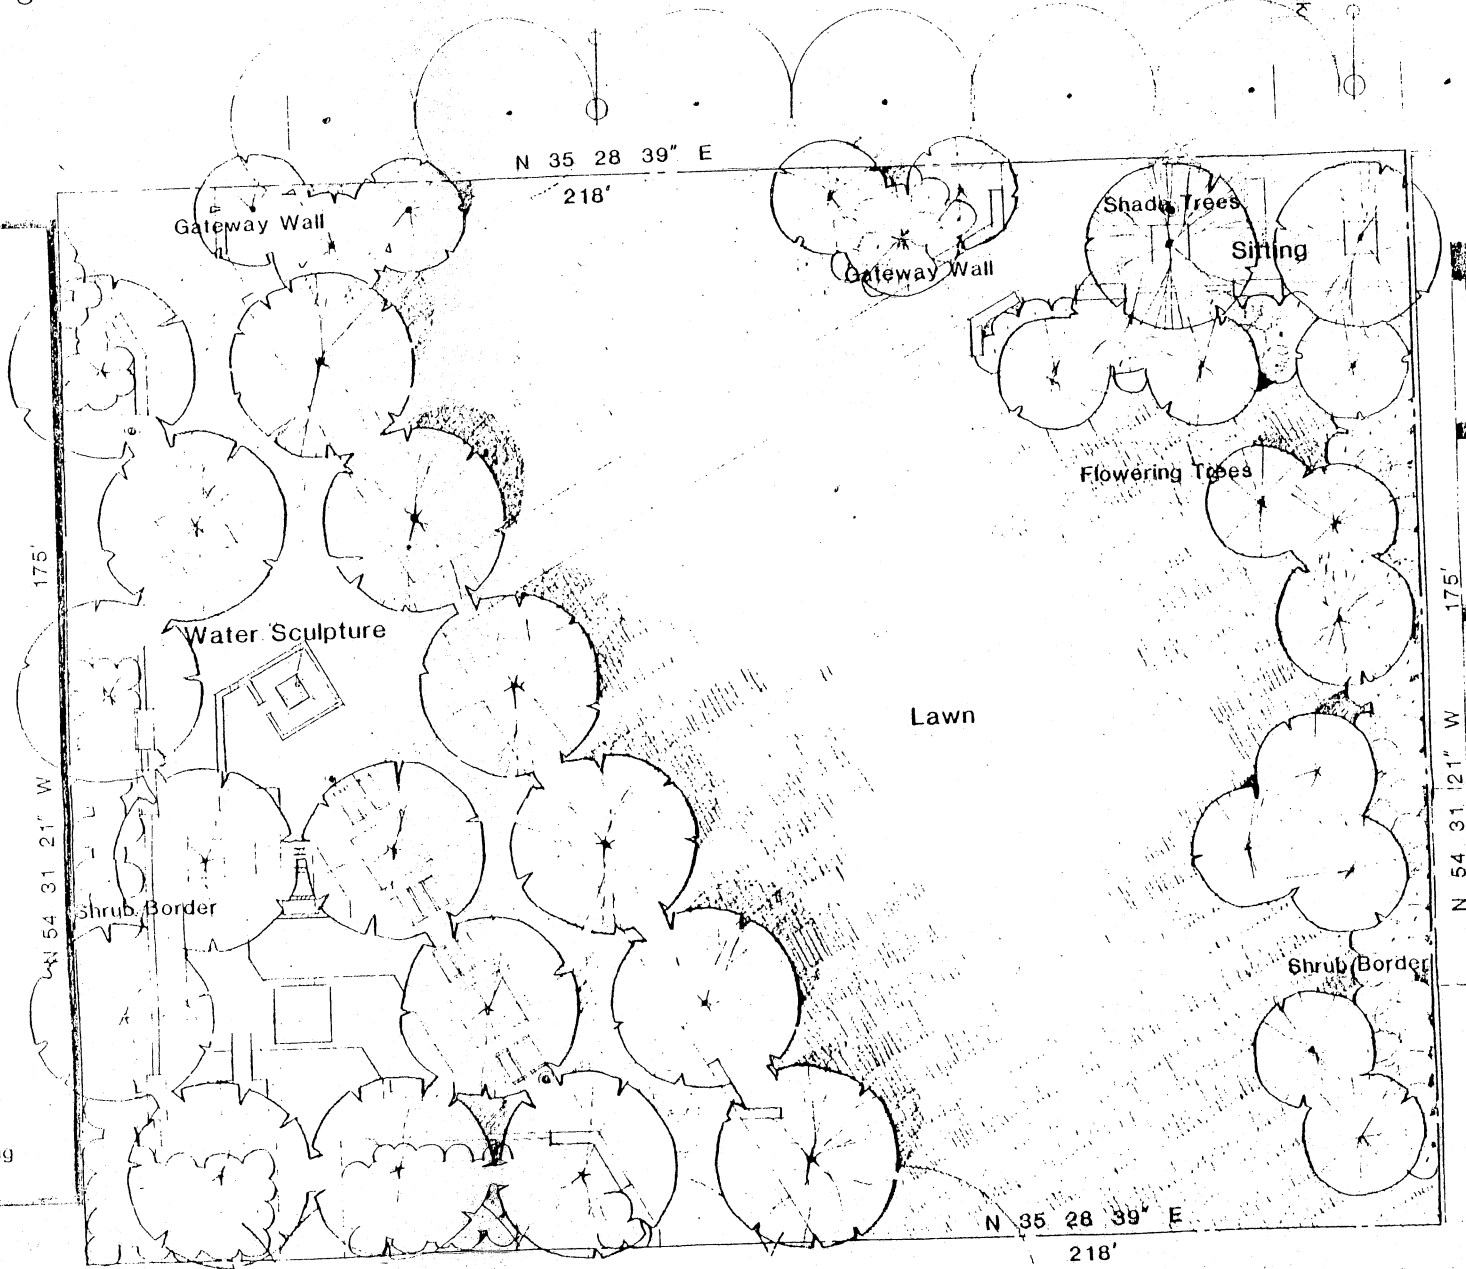 N 35 28 39" E
218'
Gateway Wall
Shade Trees
Sitting
Gateway Wall
Flowering Trees
175'
175'
Water Sculpture
Lawn
N 54 31 21" W
N 54 31 21" W
Shrub Border
Shrub Border
N 35 28 39" E
218'